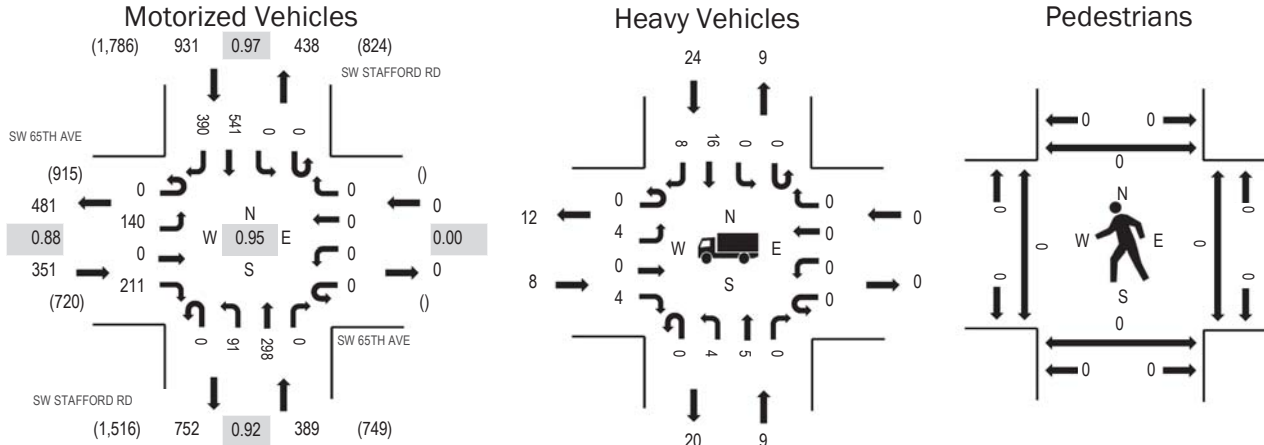 Motorized Vehicles
(1,786) 931 0.97 438 (824)
SW STAFFORD RD
390 541 0 0
SW 65TH AVE
(915)
481
0.88
351
(720)
0
140
0
211
N
W 0.95 E
S
0
0
0
0
()
0
0.00
0
()
0 91 298 0
SW 65TH AVE
SW STAFFORD RD
(1,516) 752 0.92 389 (749)
Heavy Vehicles
24 9
8 16 0 0
12
8
0
4
0
4
N
W E
S
0
0
0
0
0
0
0 4 5 0
20 9
Pedestrians
0 0
0
N
0 0
W E
0 0
0 0
S
0
0 0